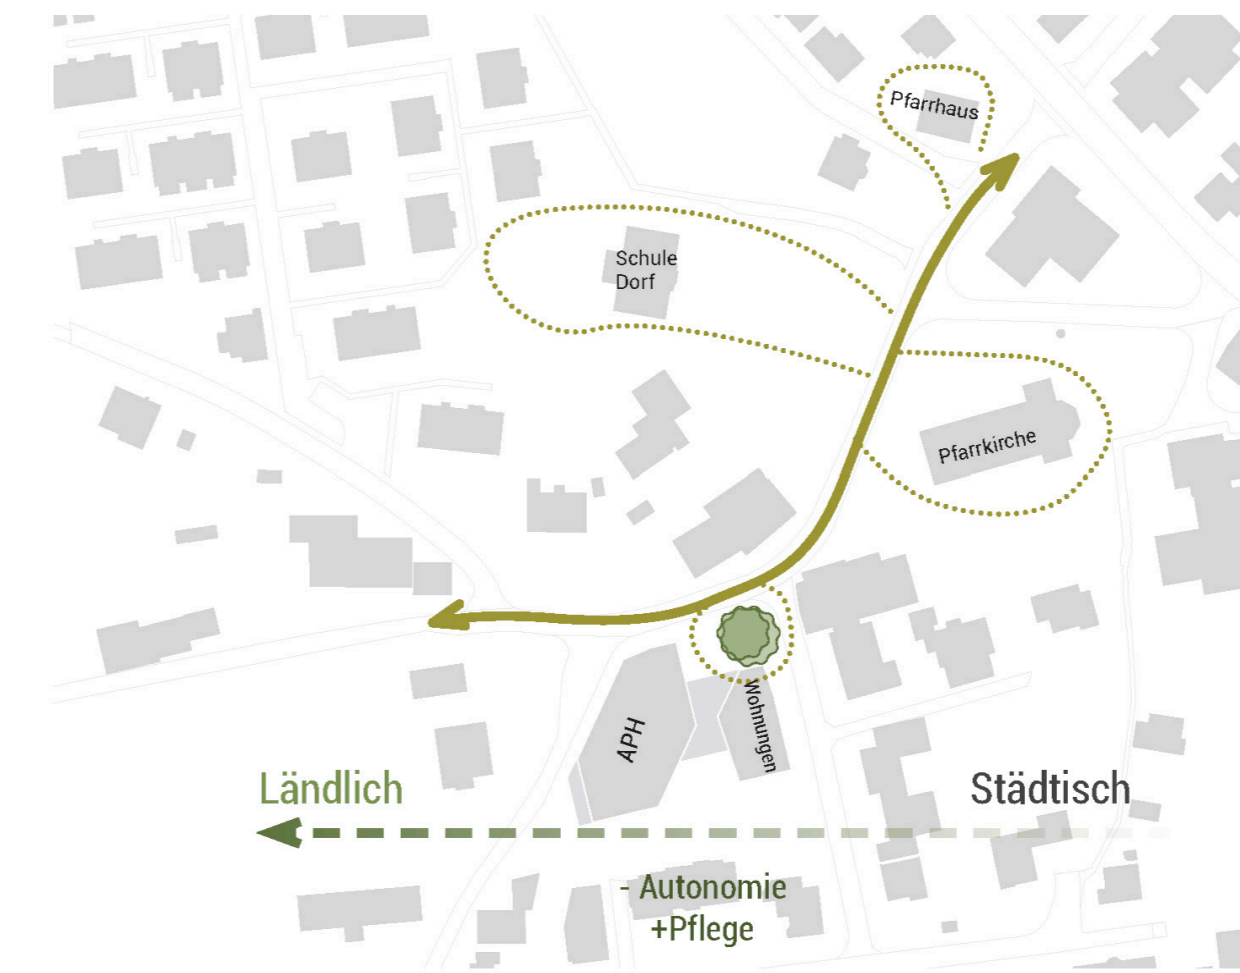 Pfarrhaus
Schule
Dorf
Pfarrkirche
Wohnungen
APH
Ländlich
Städtisch
- Autonomie
+Pflege